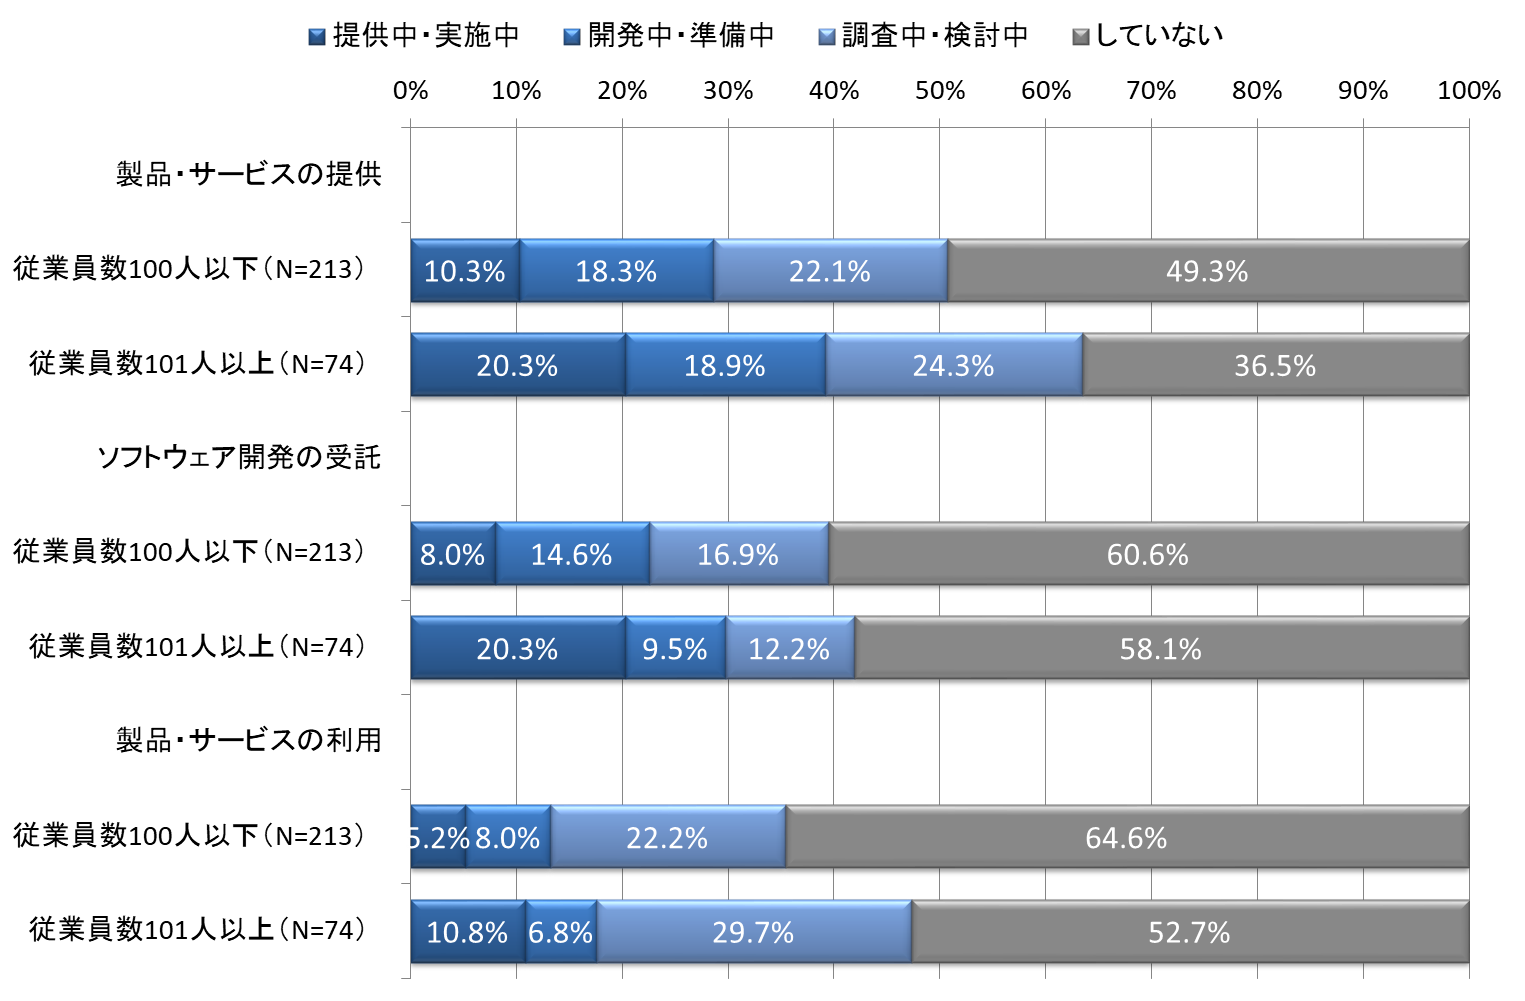 提供中・実施中 開発中・準備中 調査中・検討中 していない
0% 10% 20% 30% 40% 50% 60% 70% 80% 90% 100%
製品・サービスの提供
従業員数100人以下（N=213） 10.3% 18.3% 22.1% 49.3%
従業員数101人以上（N=74） 20.3% 18.9% 24.3% 36.5%
ソフトウェア開発の受託
従業員数100人以下（N=213） 8.0% 14.6% 16.9% 60.6%
従業員数101人以上（N=74） 20.3% 9.5% 12.2% 58.1%
製品・サービスの利用
従業員数100人以下（N=213） 5.2% 8.0% 22.2% 64.6%
従業員数101人以上（N=74） 10.8% 6.8% 29.7% 52.7%